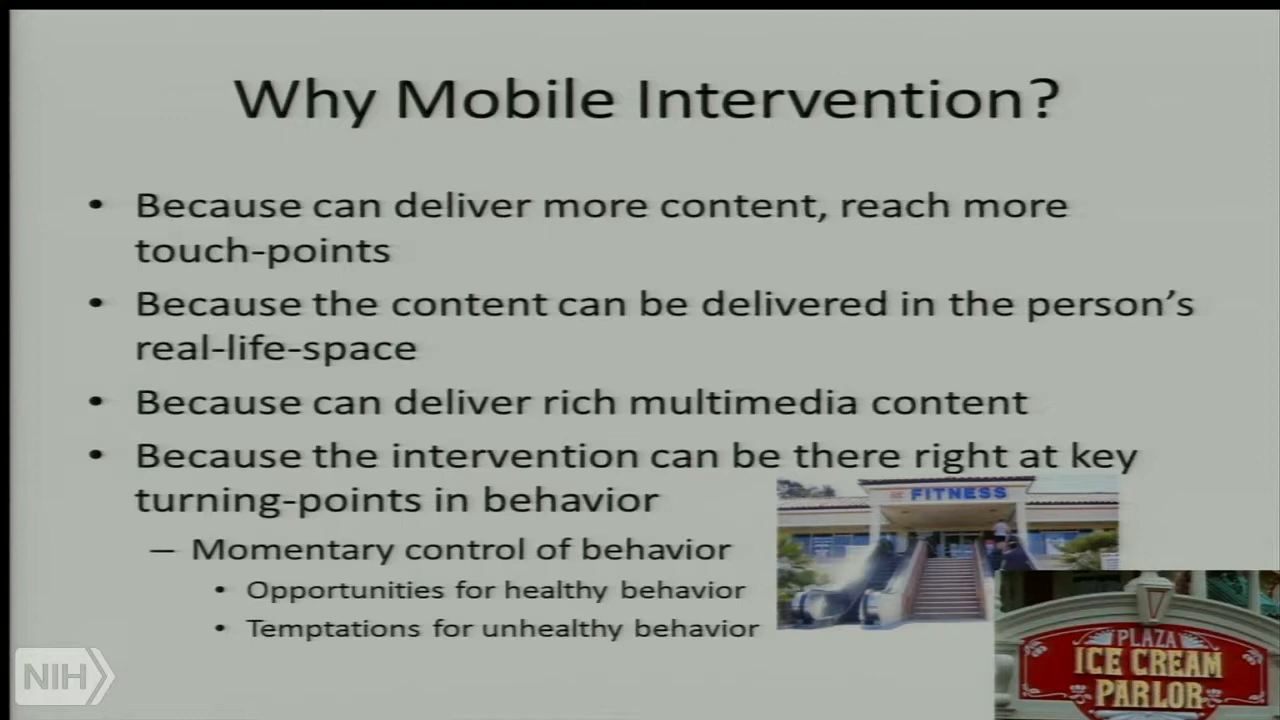 Why Mobile Intervention?
• Because can deliver more content, reach more
touch-points
• Because the content can be delivered in the person's
real-life-space
• Because can deliver rich multimedia content
• Because the intervention can be there right at key
turning-points in behavior
– Momentary control of behavior
• Opportunities for healthy behavior
• Temptations for unhealthy behavior
FITNESS
PLAZA
ICE CREAM
PARLOR
NIH